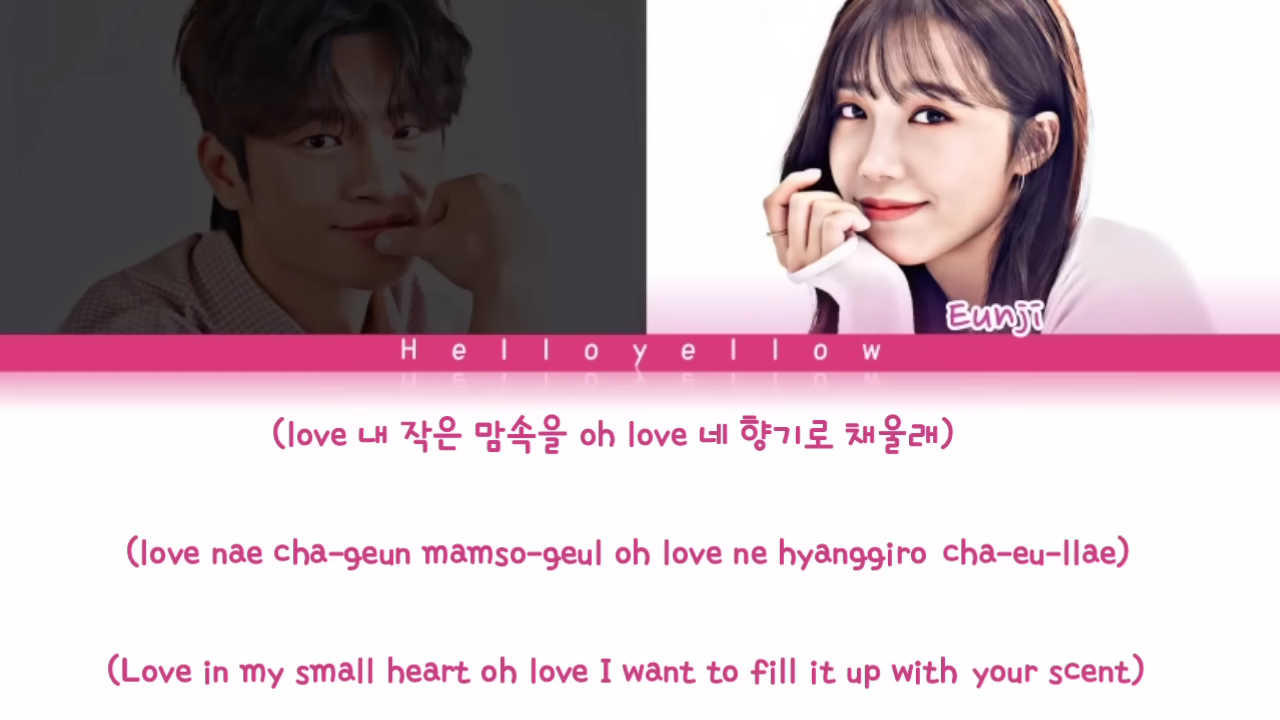 Eunji
Helloyellow
(love 내 작은 맘속을 oh love 네 향기로 채울래)
(love nae cha-geun mamso-geul oh love ne hyanggiro cha-eu-llae)
(Love in my small heart oh love I want to fill it up with your scent)